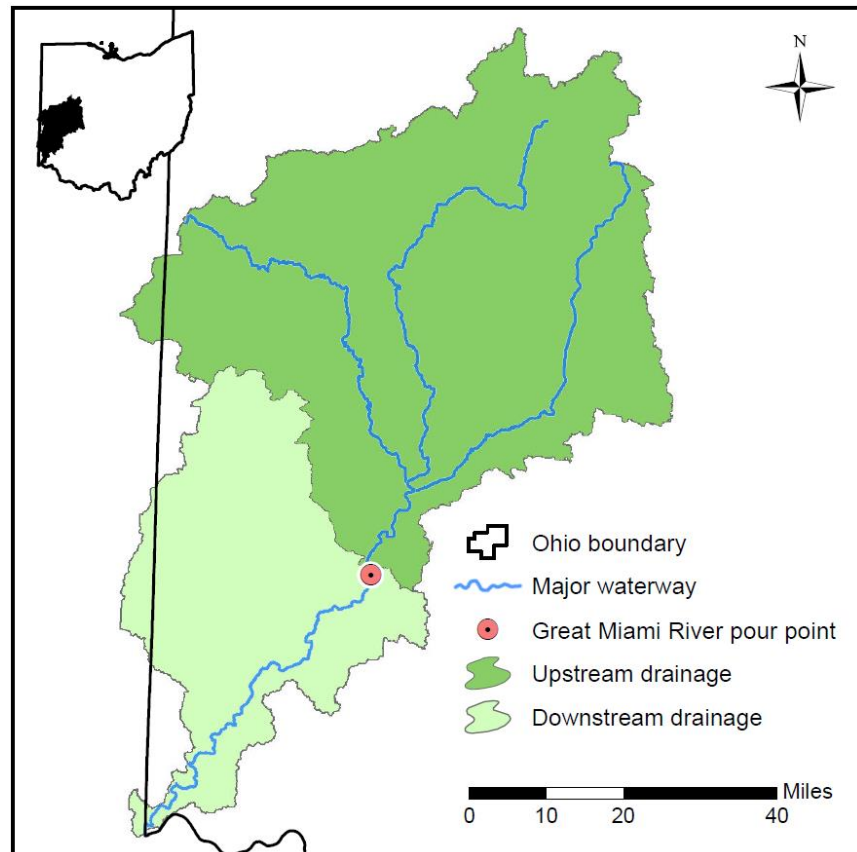 N
Ohio boundary
Major waterway
Great Miami River pour point
Upstream drainage
Downstream drainage
Miles
0 10 20 40